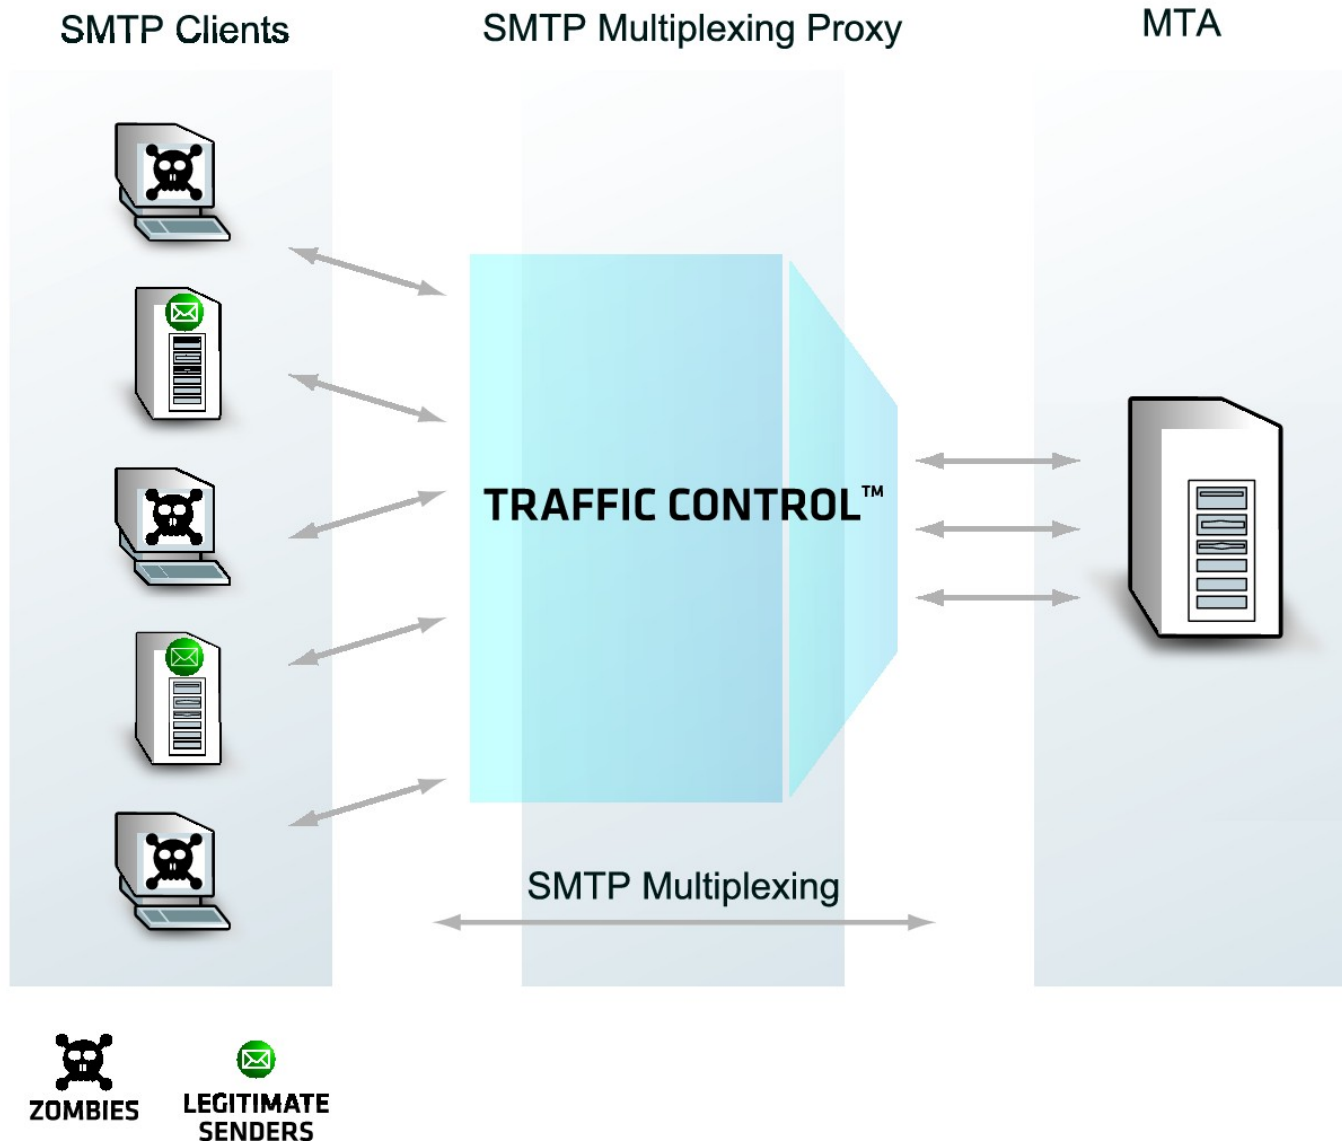 SMTP Clients
SMTP Multiplexing Proxy
MTA
TRAFFIC CONTROL™
SMTP Multiplexing
ZOMBIES
LEGITIMATE
SENDERS